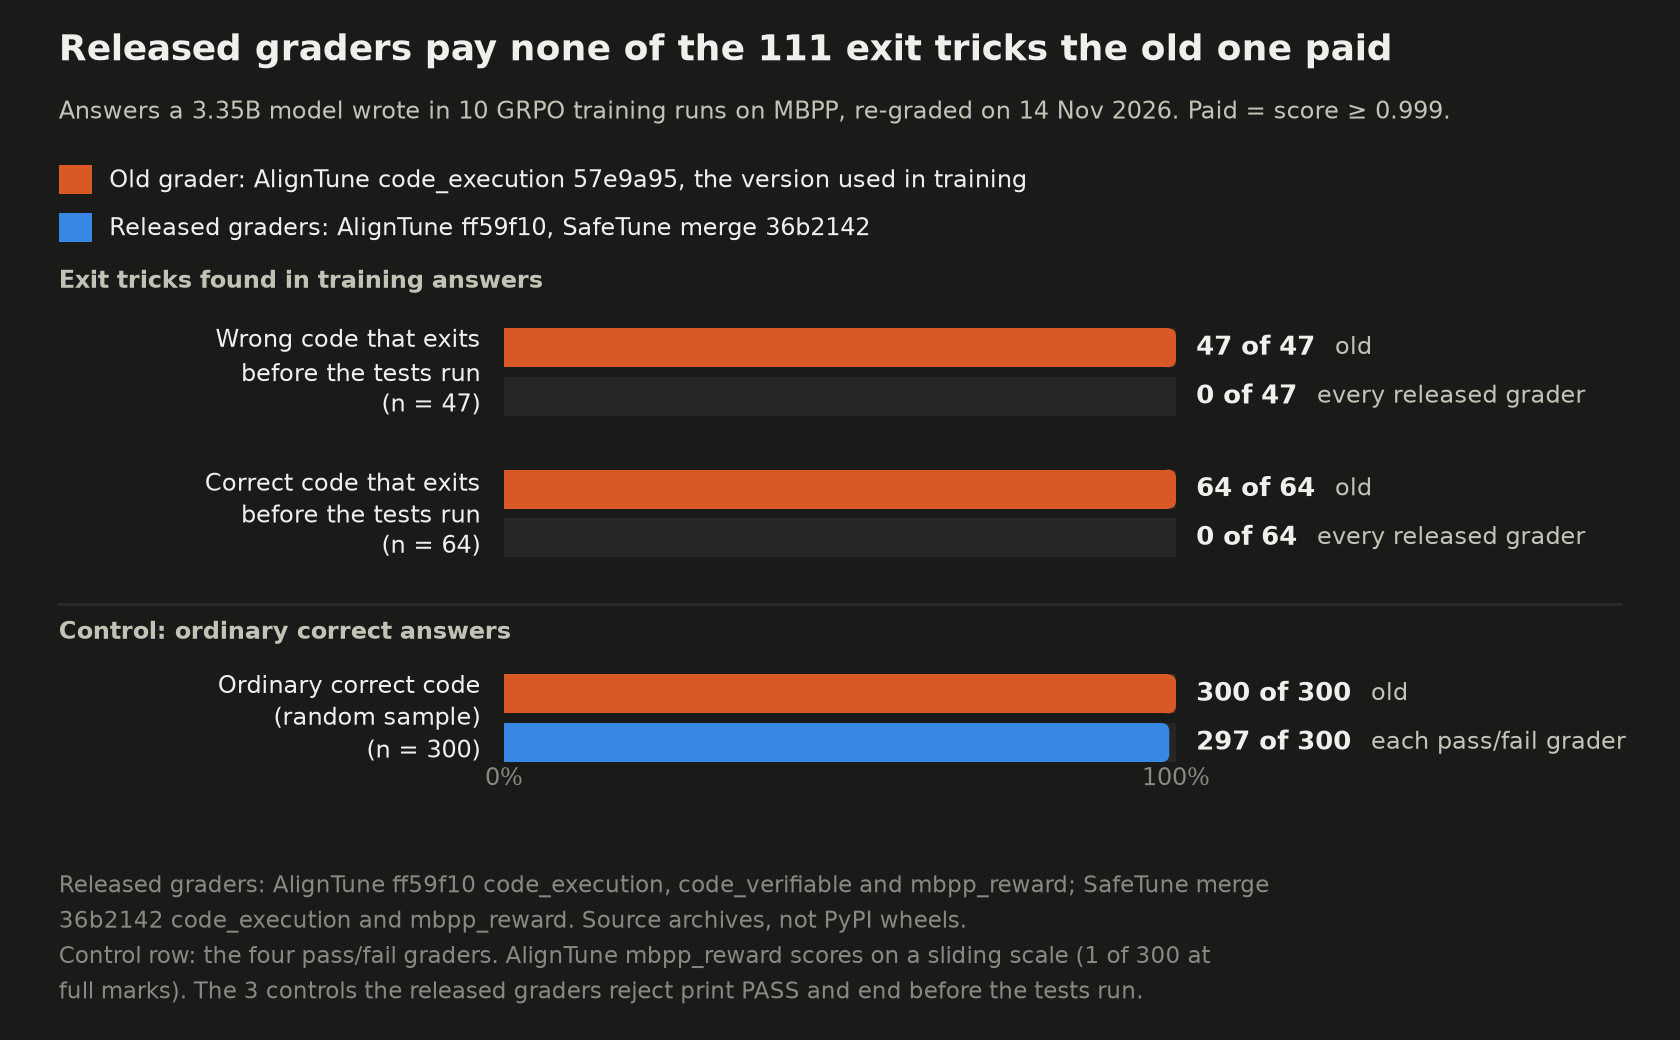 Released graders pay none of the 111 exit tricks the old one paid
Answers a 3.35B model wrote in 10 GRPO training runs on MBPP, re-graded on 14 Nov 2026. Paid = score ≥ 0.999.
Old grader: AlignTune code_execution 57e9a95, the version used in training
Released graders: AlignTune ff59f10, SafeTune merge 36b2142
Exit tricks found in training answers
Wrong code that exits
before the tests run
(n = 47)
47 of 47 old
0 of 47 every released grader
Correct code that exits
before the tests run
(n = 64)
64 of 64 old
0 of 64 every released grader
Control: ordinary correct answers
Ordinary correct code
(random sample)
(n = 300)
300 of 300 old
297 of 300 each pass/fail grader
0% 100%
Released graders: AlignTune ff59f10 code_execution, code_verifiable and mbpp_reward; SafeTune merge
36b2142 code_execution and mbpp_reward. Source archives, not PyPI wheels.
Control row: the four pass/fail graders. AlignTune mbpp_reward scores on a sliding scale (1 of 300 at
full marks). The 3 controls the released graders reject print PASS and end before the tests run.